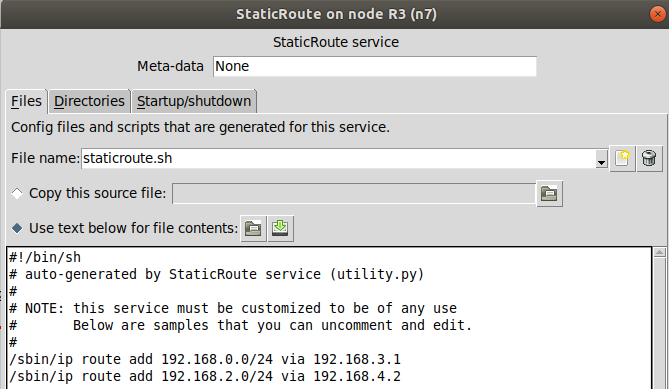 StaticRoute on node R3 (n7)
StaticRoute service
Meta-data None
Files Directories Startup/shutdown
Config files and scripts that are generated for this service.
File name: staticroute.sh
Copy this source file:
Use text below for file contents:
#!/bin/sh
# auto-generated by StaticRoute service (utility.py)
#
# NOTE: this service must be customized to be of any use
#       Below are samples that you can uncomment and edit.
#
/sbin/ip route add 192.168.0.0/24 via 192.168.3.1
/sbin/ip route add 192.168.2.0/24 via 192.168.4.2